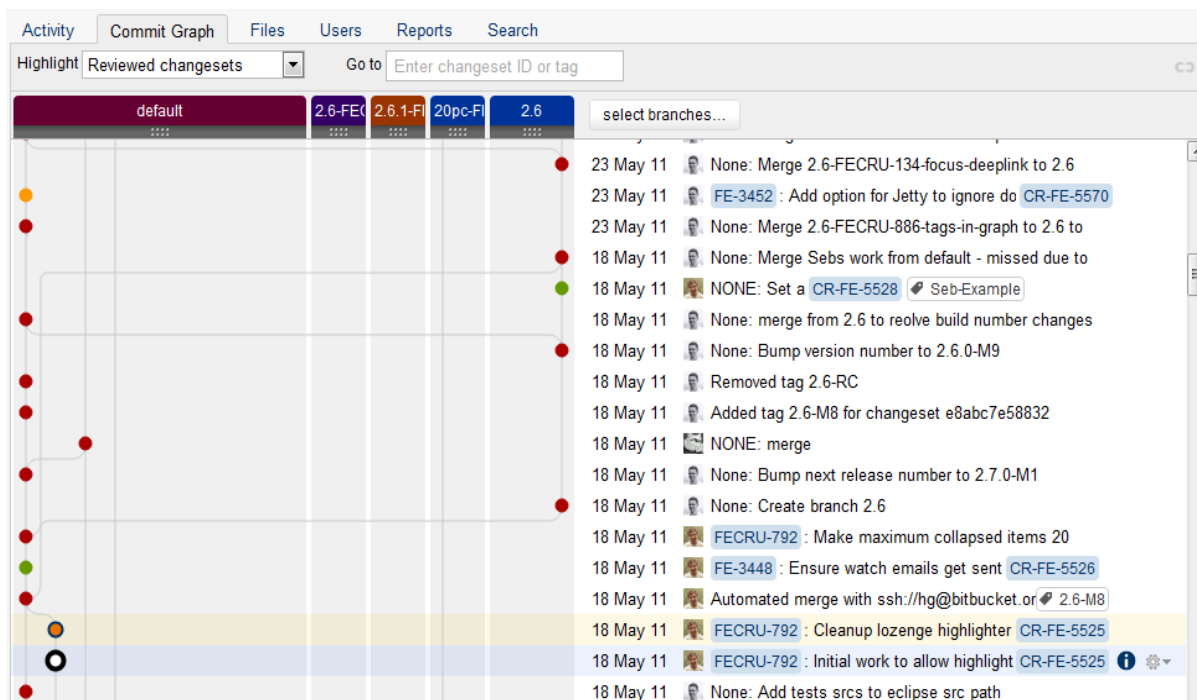 Activity Commit Graph Files Users Reports Search
Highlight Reviewed changesets Go to Enter changeset ID or tag
default 2.6-FEC 2.6.1-FI 20pc-FI 2.6 select branches...
23 May 11 None: Merge 2.6-FECRU-134-focus-deeplink to 2.6
23 May 11 FE-3452 : Add option for Jetty to ignore do CR-FE-5570
23 May 11 None: Merge 2.6-FECRU-886-tags-in-graph to 2.6 to
18 May 11 None: Merge Sebs work from default - missed due to
18 May 11 NONE: Set a CR-FE-5528 Seb-Example
18 May 11 None: merge from 2.6 to reolve build number changes
18 May 11 None: Bump version number to 2.6.0-M9
18 May 11 Removed tag 2.6-RC
18 May 11 Added tag 2.6-M8 for changeset e8abc7e58832
18 May 11 NONE: merge
18 May 11 None: Bump next release number to 2.7.0-M1
18 May 11 None: Create branch 2.6
18 May 11 FECRU-792 : Make maximum collapsed items 20
18 May 11 FE-3448 : Ensure watch emails get sent CR-FE-5526
18 May 11 Automated merge with ssh://hg@bitbucket.or 2.6-M8
18 May 11 FECRU-792 : Cleanup lozenge highlighter CR-FE-5525
18 May 11 FECRU-792 : Initial work to allow highlight CR-FE-5525
18 May 11 None: Add tests srcs to eclipse src path